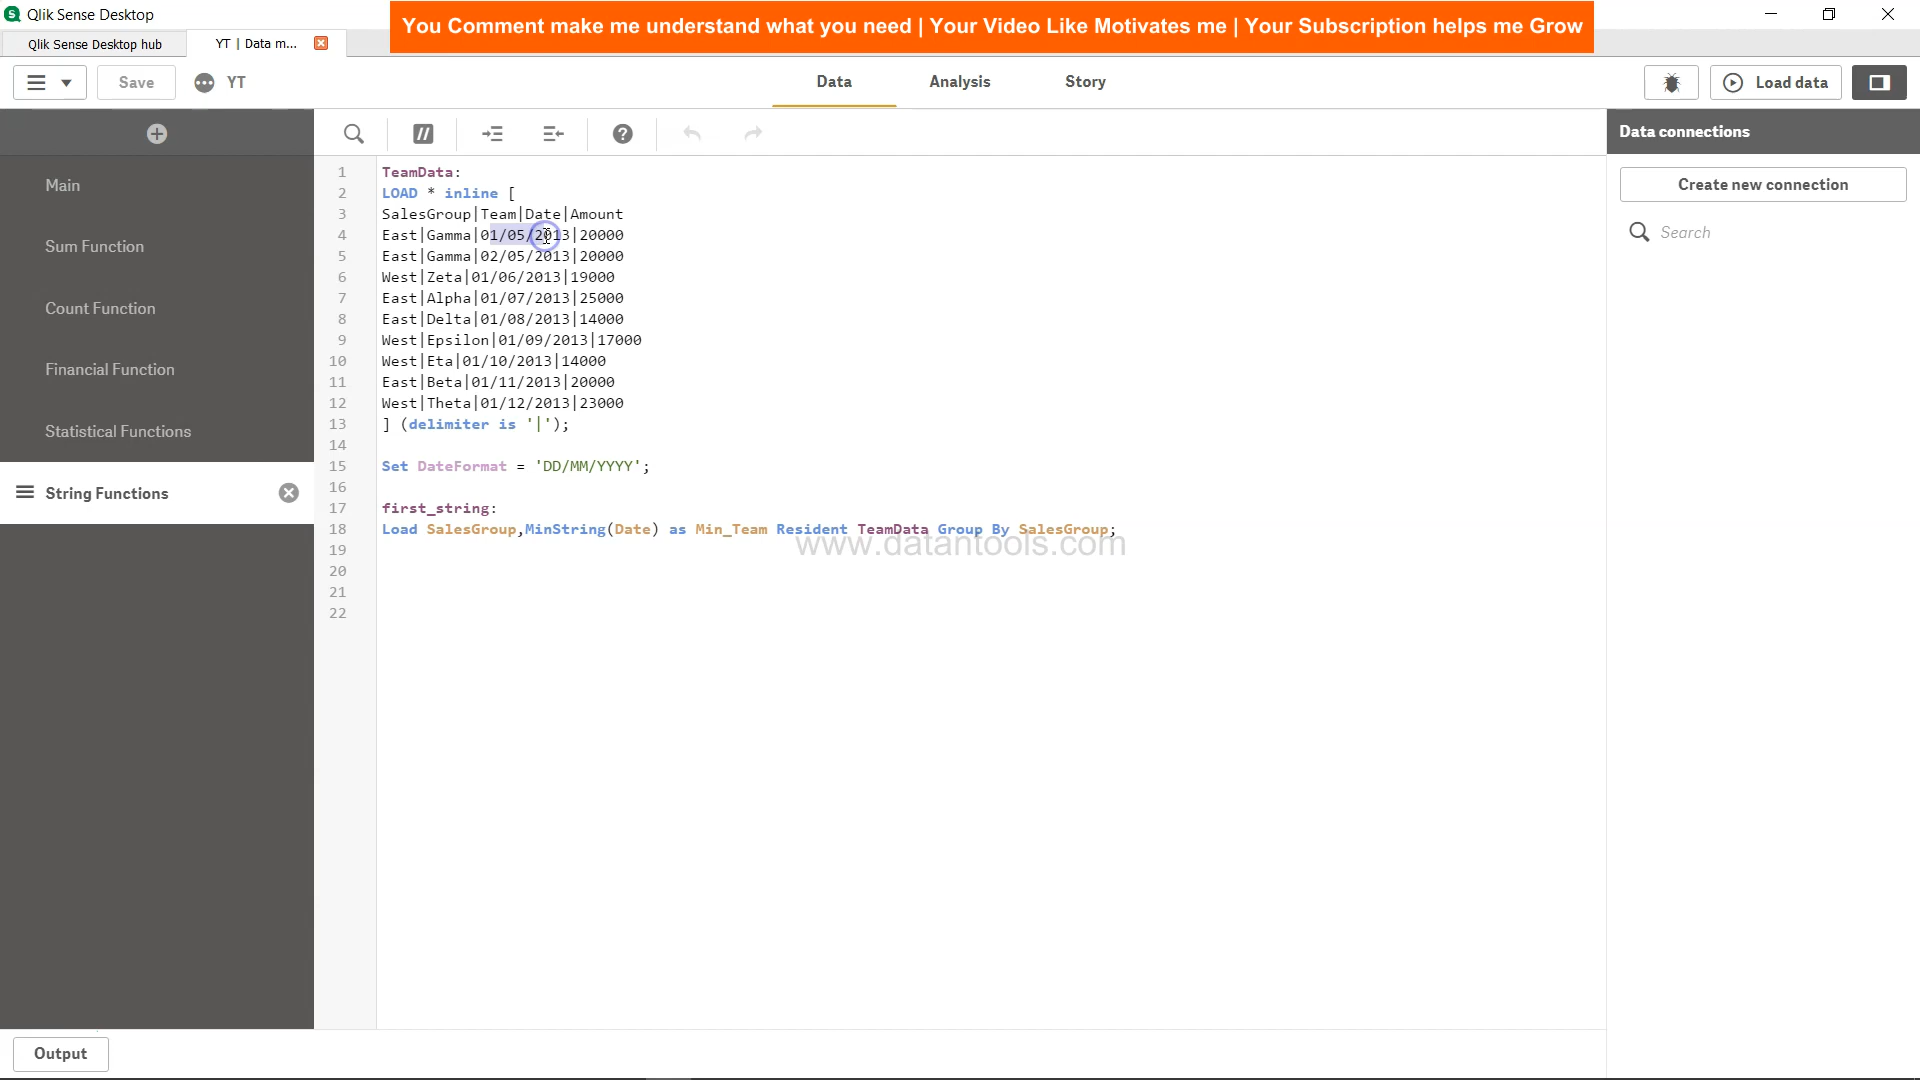 Qlik Sense Desktop
You Comment make me understand what you need | Your Video Like Motivates me | Your Subscription helps me Grow
Qlik Sense Desktop hub
YT | Data m...
Save
YT
Data
Analysis
Story
Load data
Data connections
Create new connection
Search
Main
Sum Function
Count Function
Financial Function
Statistical Functions
String Functions
1 TeamData:
2 LOAD * inline [
3 SalesGroup|Team|Date|Amount
4 East|Gamma|01/05/2013|20000
5 East|Gamma|02/05/2013|20000
6 West|Zeta|01/06/2013|19000
7 East|Alpha|01/07/2013|25000
8 East|Delta|01/08/2013|14000
9 West|Epsilon|01/09/2013|17000
10 West|Eta|01/10/2013|14000
11 East|Beta|01/11/2013|20000
12 West|Theta|01/12/2013|23000
13 ] (delimiter is '|');
14
15 Set DateFormat = 'DD/MM/YYYY';
16
17 first_string:
18 Load SalesGroup,MinString(Date) as Min_Team Resident TeamData Group By SalesGroup;
www.datantools.com
19
20
21
22
Output